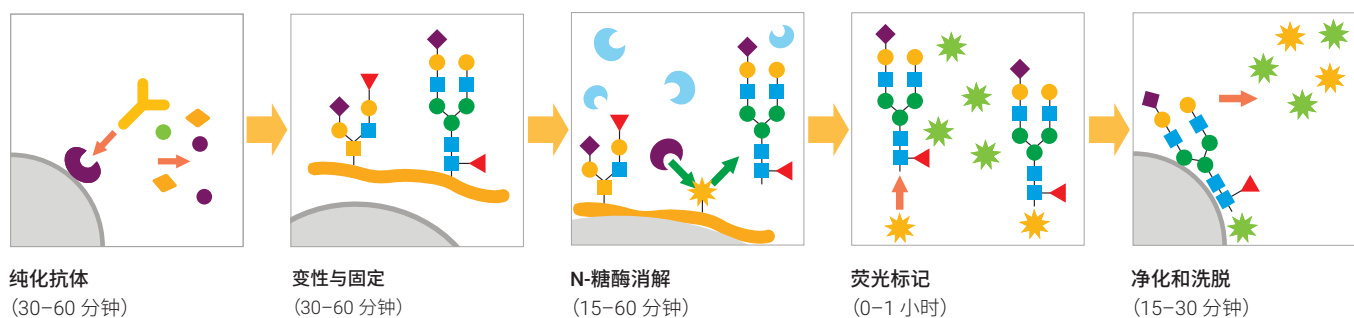 纯化抗体
(30–60 分钟)
变性与固定
(30–60 分钟)
N-糖酶消解
(15–60 分钟)
荧光标记
(0–1 小时)
净化和洗脱
(15–30 分钟)